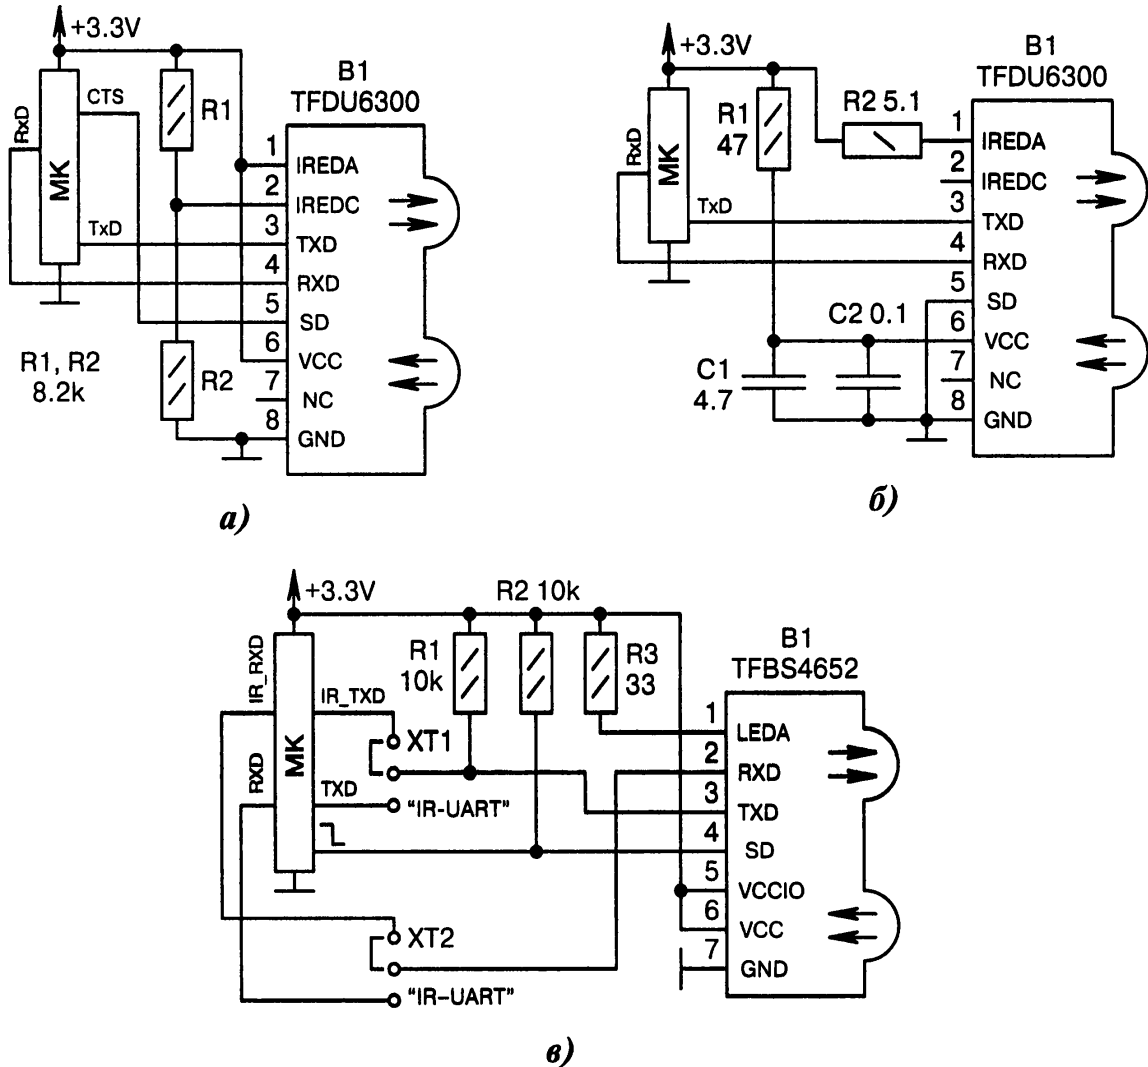 +3.3V
B1
TFDU6300
CTS
R1
RxD
MK
TxD
1 IREDA
2 IREDC
3 TXD
4 RXD
5 SD
6 VCC
7 NC
8 GND
R1, R2
8.2k
R2
а)
+3.3V
B1
TFDU6300
R1
47
R2 5.1
RxD
MK
TxD
1 IREDA
2 IREDC
3 TXD
4 RXD
5 SD
6 VCC
7 NC
8 GND
C2 0.1
C1
4.7
б)
+3.3V
R2 10k
B1
TFBS4652
R1
10k
R3
33
IR_RXD
IR_TXD
MK
RXD
TXD
XT1
"IR-UART"
XT2
"IR-UART"
1 LEDA
2 RXD
3 TXD
4 SD
5 VCCIO
6 VCC
7 GND
в)